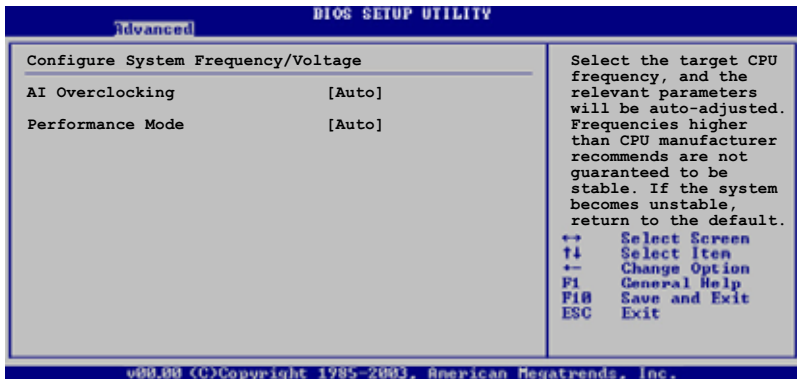 BIOS SETUP UTILITY
Advanced
Configure System Frequency/Voltage
AI Overclocking [Auto]
Performance Mode [Auto]
Select the target CPU
frequency, and the
relevant parameters
will be auto-adjusted.
Frequencies higher
than CPU manufacturer
recommends are not
guaranteed to be
stable. If the system
becomes unstable,
return to the default.
↔ Select Screen
↑↓ Select Item
+- Change Option
F1 General Help
F10 Save and Exit
ESC Exit
v00.00 (C)Copyright 1985-2003, American Megatrends, Inc.